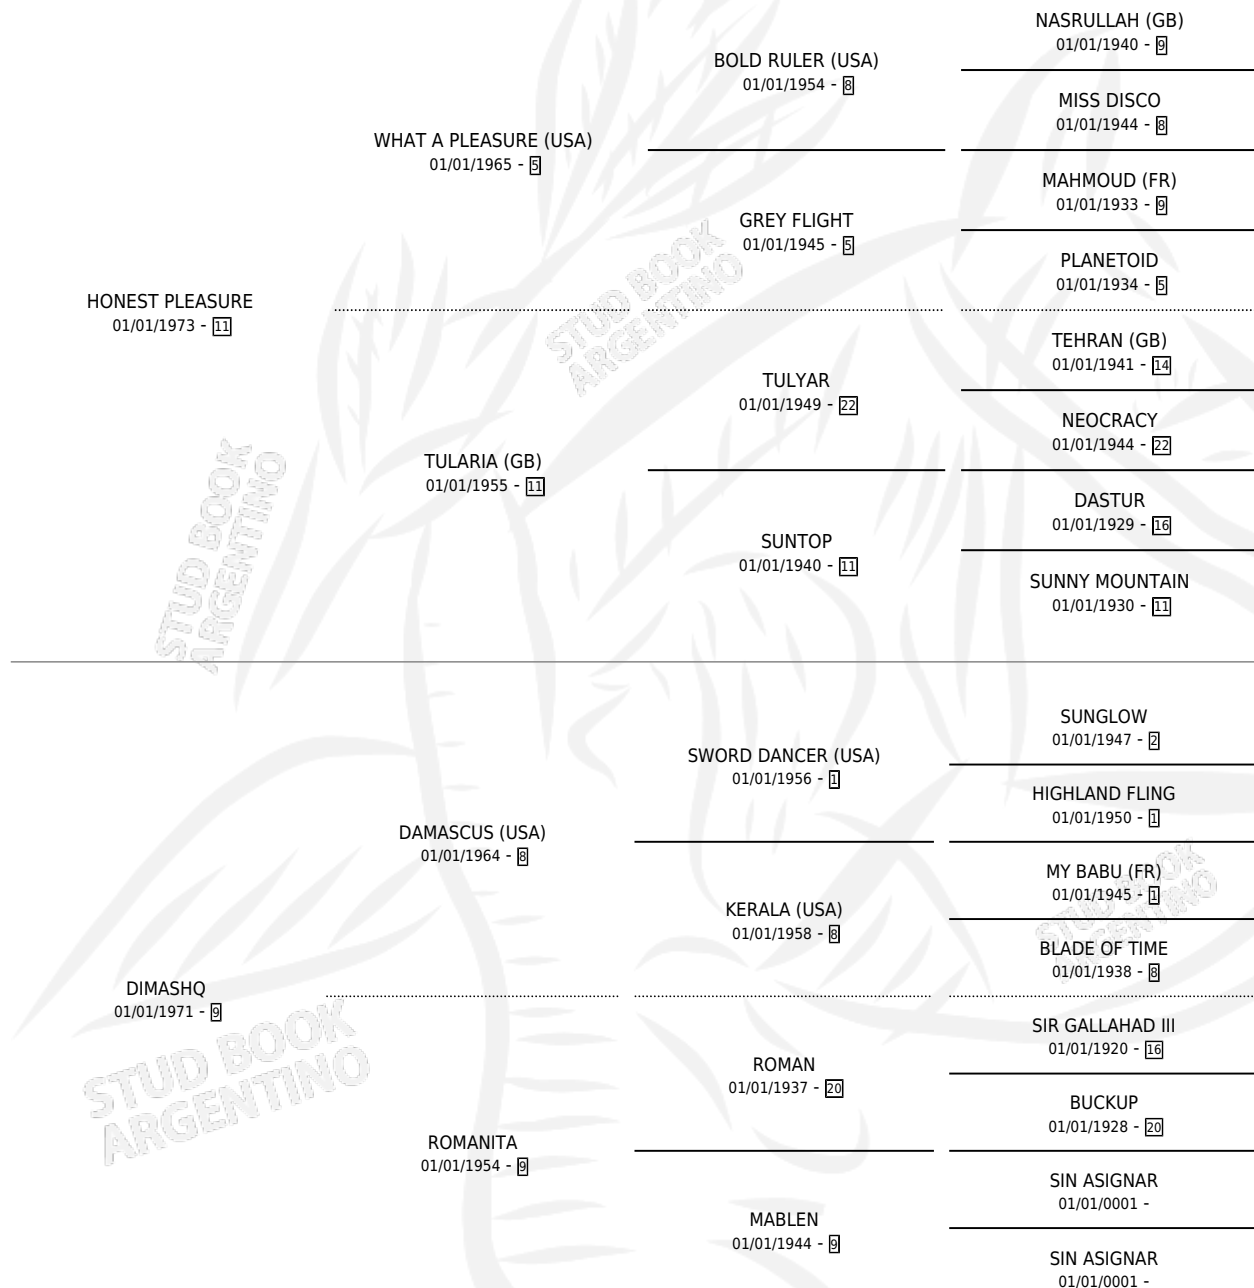 NASRULLAH (GB)
01/01/1940 - 9
BOLD RULER (USA)
01/01/1954 - 8
MISS DISCO
01/01/1944 - 8
WHAT A PLEASURE (USA)
01/01/1965 - 5
MAHMOUD (FR)
01/01/1933 - 9
GREY FLIGHT
01/01/1945 - 5
PLANETOID
01/01/1934 - 5
HONEST PLEASURE
01/01/1973 - 11
TEHRAN (GB)
01/01/1941 - 14
TULYAR
01/01/1949 - 22
NEOCRACY
01/01/1944 - 22
TULARIA (GB)
01/01/1955 - 11
DASTUR
01/01/1929 - 16
SUNTOP
01/01/1940 - 11
SUNNY MOUNTAIN
01/01/1930 - 11
SUNGLOW
01/01/1947 - 2
SWORD DANCER (USA)
01/01/1956 - 1
HIGHLAND FLING
01/01/1950 - 1
DAMASCUS (USA)
01/01/1964 - 8
MY BABU (FR)
01/01/1945 - 1
KERALA (USA)
01/01/1958 - 8
BLADE OF TIME
01/01/1938 - 8
DIMASHQ
01/01/1971 - 9
SIR GALLAHAD III
01/01/1920 - 16
ROMAN
01/01/1937 - 20
BUCKUP
01/01/1928 - 20
ROMANITA
01/01/1954 - 9
SIN ASIGNAR
01/01/0001 -
MABLEN
01/01/1944 - 9
SIN ASIGNAR
01/01/0001 -
STUD BOOK
ARGENTINO
STUD BOOK
ARGENTINO
STUD BOOK
ARGENTINO
STUD BOOK
ARGENTINO